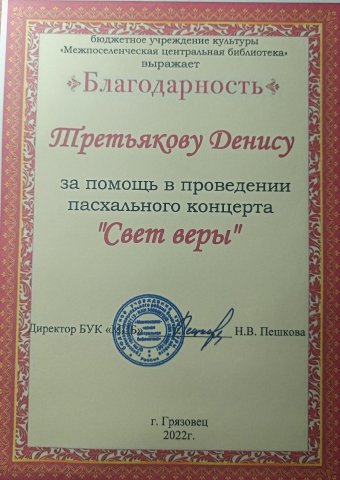 бюджетное учреждение культуры
«Межпоселенческая центральная библиотека»
выражает
Благодарность
Третьякову Денису
за помощь в проведении
пасхального концерта
"Свет веры"
Директор БУК «МЦБ» Н.В. Пешкова
г. Грязовец
2022г.